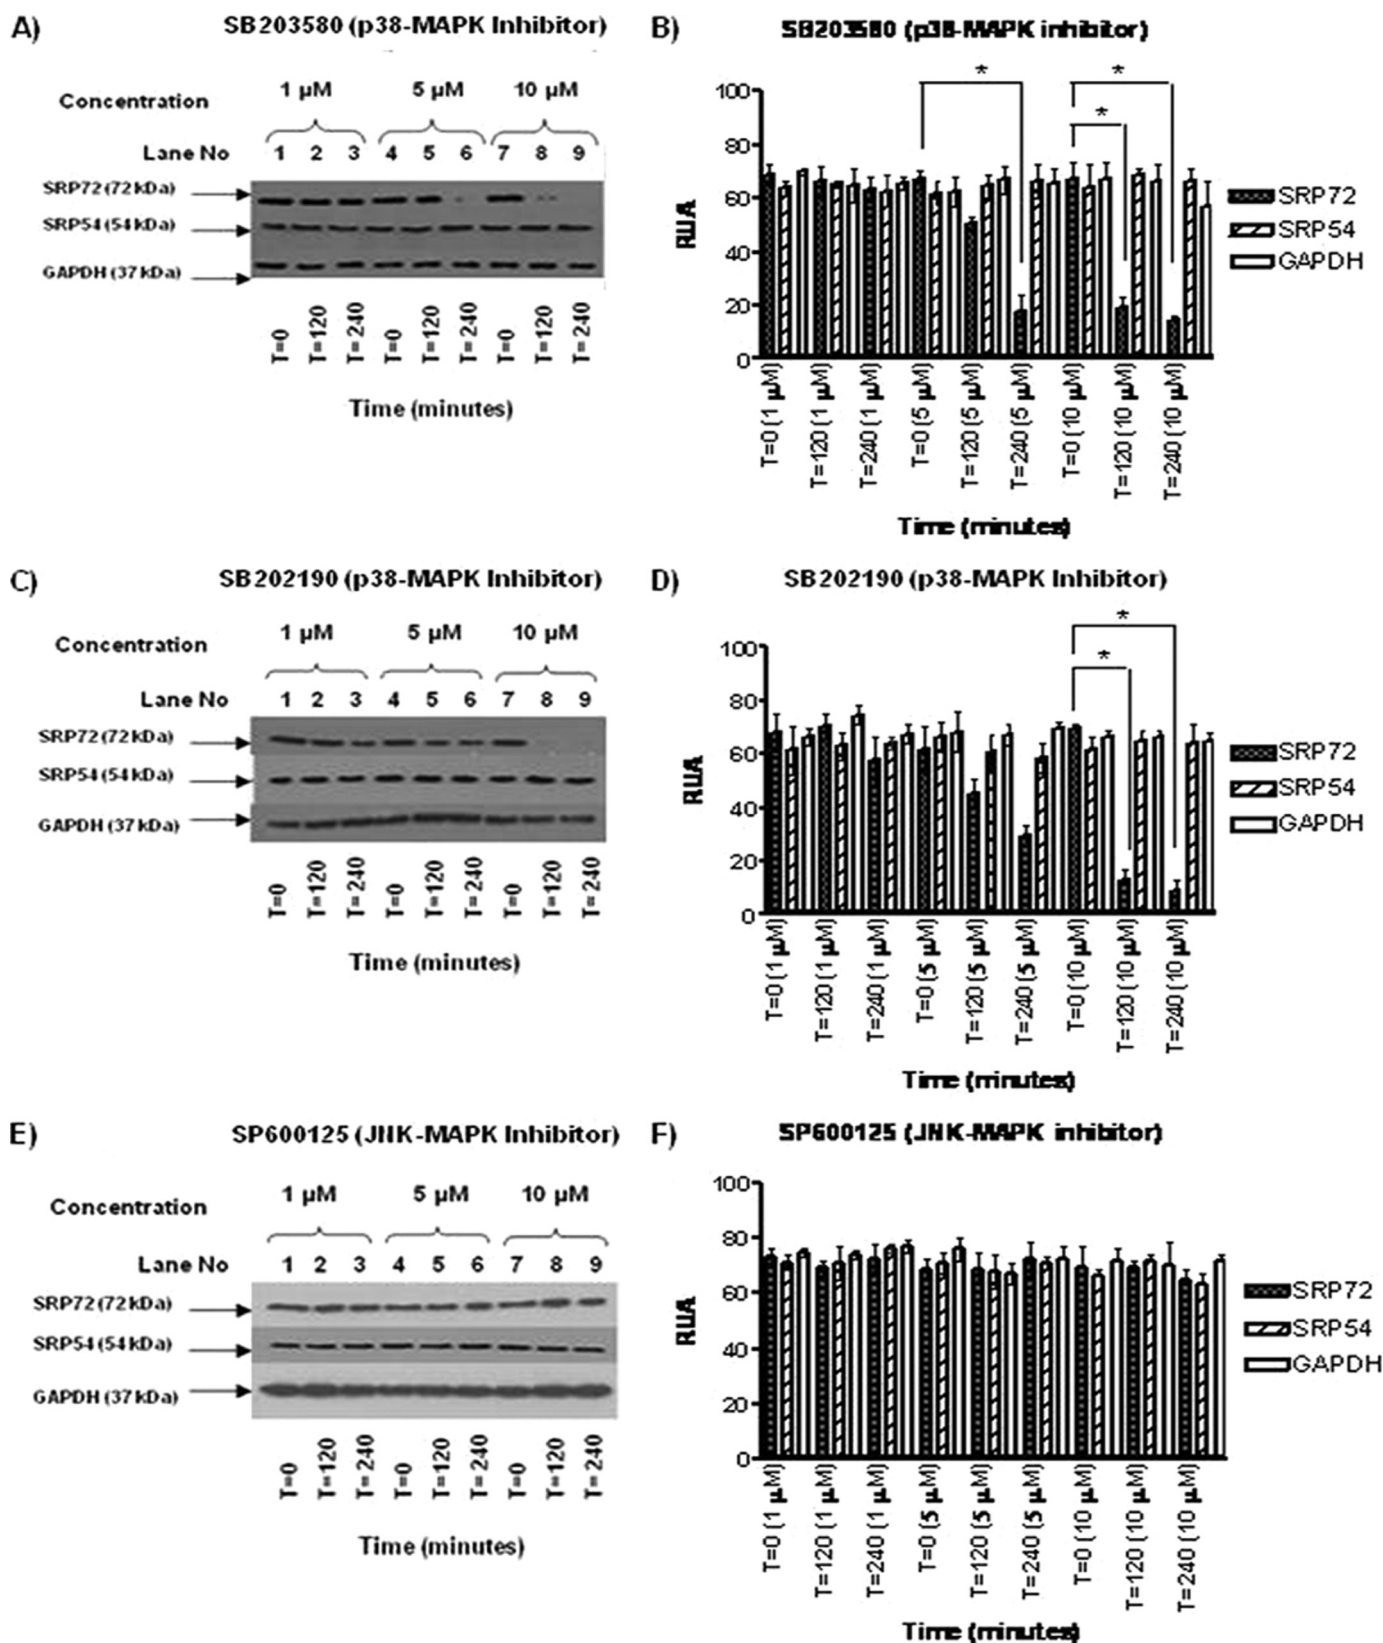 A)
SB203580 (p38-MAPK Inhibitor)
Concentration
1 µM 5 µM 10 µM
Lane No 1 2 3 4 5 6 7 8 9
SRP72 (72 kDa)
SRP54 (54 kDa)
GAPDH (37 kDa)
T=0 T=120 T=240 T=0 T=120 T=240 T=0 T=120 T=240
Time (minutes)
B)
SB203580 (p38-MAPK inhibitor)
* *
*
100
80
60
40
20
0
SRP72
SRP54
GAPDH
T=0 (1 µM) T=120 (1 µM) T=240 (1 µM) T=0 (5 µM) T=120 (5 µM) T=240 (5 µM) T=0 (10 µM) T=120 (10 µM) T=240 (10 µM)
Time (minutes)
C)
SB202190 (p38-MAPK Inhibitor)
Concentration
1 µM 5 µM 10 µM
Lane No 1 2 3 4 5 6 7 8 9
SRP72 (72 kDa)
SRP54 (54 kDa)
GAPDH (37 kDa)
T=0 T=120 T=240 T=0 T=120 T=240 T=0 T=120 T=240
Time (minutes)
D)
SB202190 (p38-MAPK Inhibitor)
*
*
100
80
60
40
20
0
SRP72
SRP54
GAPDH
T=0 (1 µM) T=120 (1 µM) T=240 (1 µM) T=0 (5 µM) T=120 (5 µM) T=240 (5 µM) T=0 (10 µM) T=120 (10 µM) T=240 (10 µM)
Time (minutes)
E)
SP600125 (JNK-MAPK Inhibitor)
Concentration
1 µM 5 µM 10 µM
Lane No 1 2 3 4 5 6 7 8 9
SRP72 (72 kDa)
SRP54 (54 kDa)
GAPDH (37 kDa)
T=0 T=120 T=240 T=0 T=120 T=240 T=0 T=120 T=240
Time (minutes)
F)
SP600125 (JNK-MAPK inhibitor)
100
80
60
40
20
0
SRP72
SRP54
GAPDH
T=0 (1 µM) T=120 (1 µM) T=240 (1 µM) T=0 (5 µM) T=120 (5 µM) T=240 (5 µM) T=0 (10 µM) T=120 (10 µM) T=240 (10 µM)
Time (minutes)